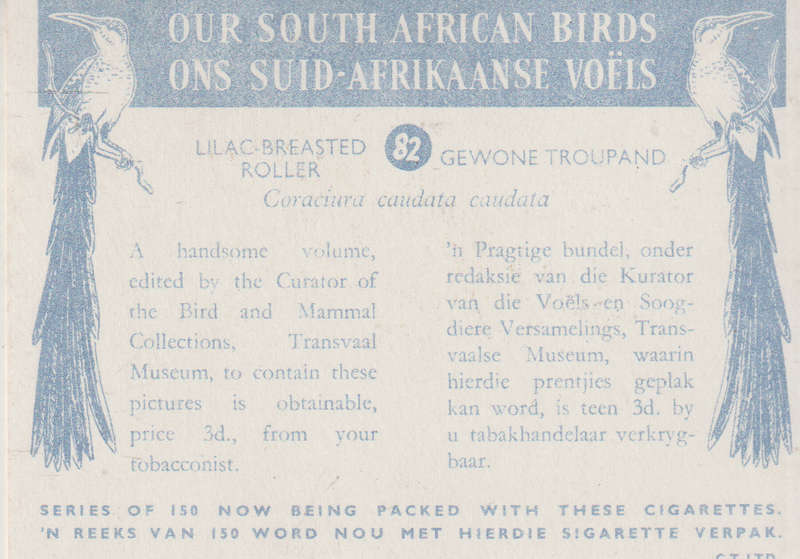 OUR SOUTH AFRICAN BIRDS
ONS SUID-AFRIKAANSE VOËLS
LILAC-BREASTED
ROLLER
82
GEWONE TROUPAND
Coraciura caudata caudata
A handsome volume,
edited by the Curator of
the Bird and Mammal
Collections, Transvaal
Museum, to contain these
pictures is obtainable,
price 3d., from your
tobacconist.
'n Pragtige bundel, onder
redaksie van die Kurator
van die Voëls en Soog-
diere Versamelings, Trans-
vaalse Museum, waarin
hierdie prentjies geplak
kan word, is teen 3d. by
u tabakhandelaar verkryg-
baar.
SERIES OF 150 NOW BEING PACKED WITH THESE CIGARETTES.
'N REEKS VAN 150 WORD NOU MET HIERDIE SIGARETTE VERPAK.